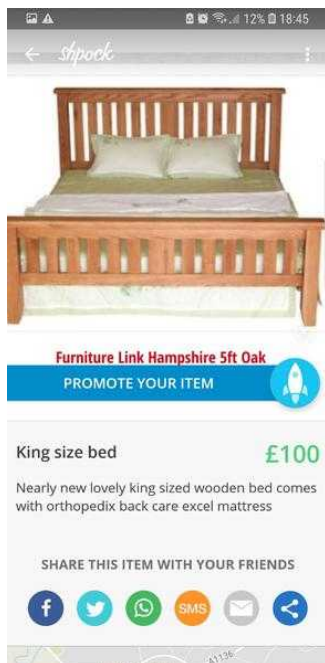 12% 18:45
shpock
Furniture Link Hampshire 5ft Oak
PROMOTE YOUR ITEM
King size bed £100
Nearly new lovely king sized wooden bed comes
with orthopedix back care excel mattress
SHARE THIS ITEM WITH YOUR FRIENDS
f SMS
A1136